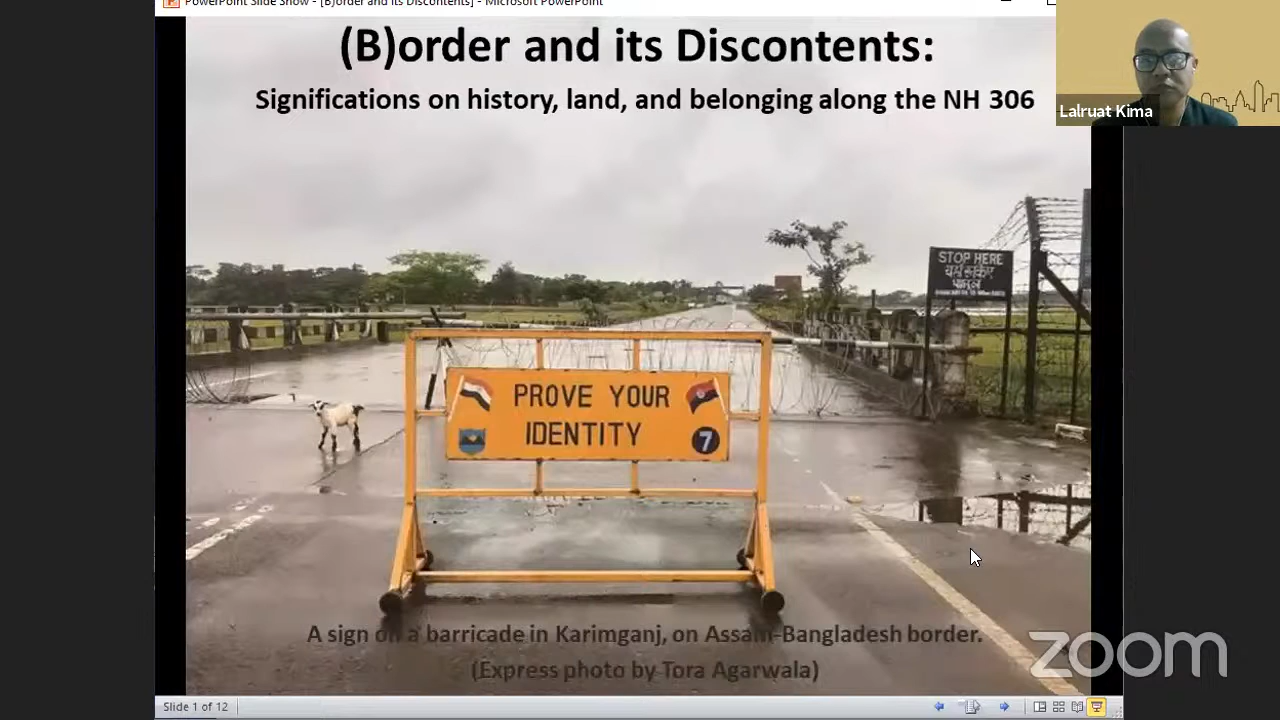 PowerPoint Slide Show - [(B)order and its Discontents] - Microsoft PowerPoint
(B)order and its Discontents:
Significations on history, land, and belonging along the NH 306
Lalruat Kima
STOP HERE
PROVE YOUR
IDENTITY
7
A sign on a barricade in Karimganj, on Assam-Bangladesh border.
(Express photo by Tora Agarwala)
zoom
Slide 1 of 12